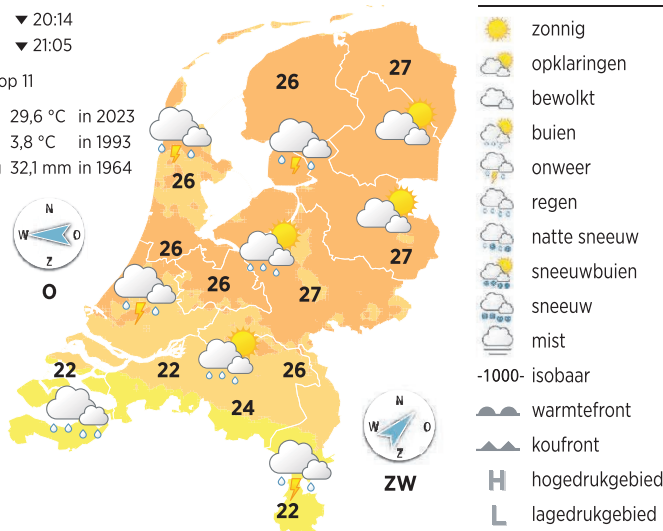 ▼ 20:14
▼ 21:05
op 11
29,6 °C in 2023
3,8 °C in 1993
32,1 mm in 1964
N
W O
Z
O
26
27
26
27
26
26
27
22
22
26
24
22
N
W O
Z
ZW
zonnig
opklaringen
bewolkt
buien
onweer
regen
natte sneeuw
sneeuwbuien
sneeuw
mist
-1000- isobaar
warmtefront
koufront
H hogedrukgebied
L lagedrukgebied